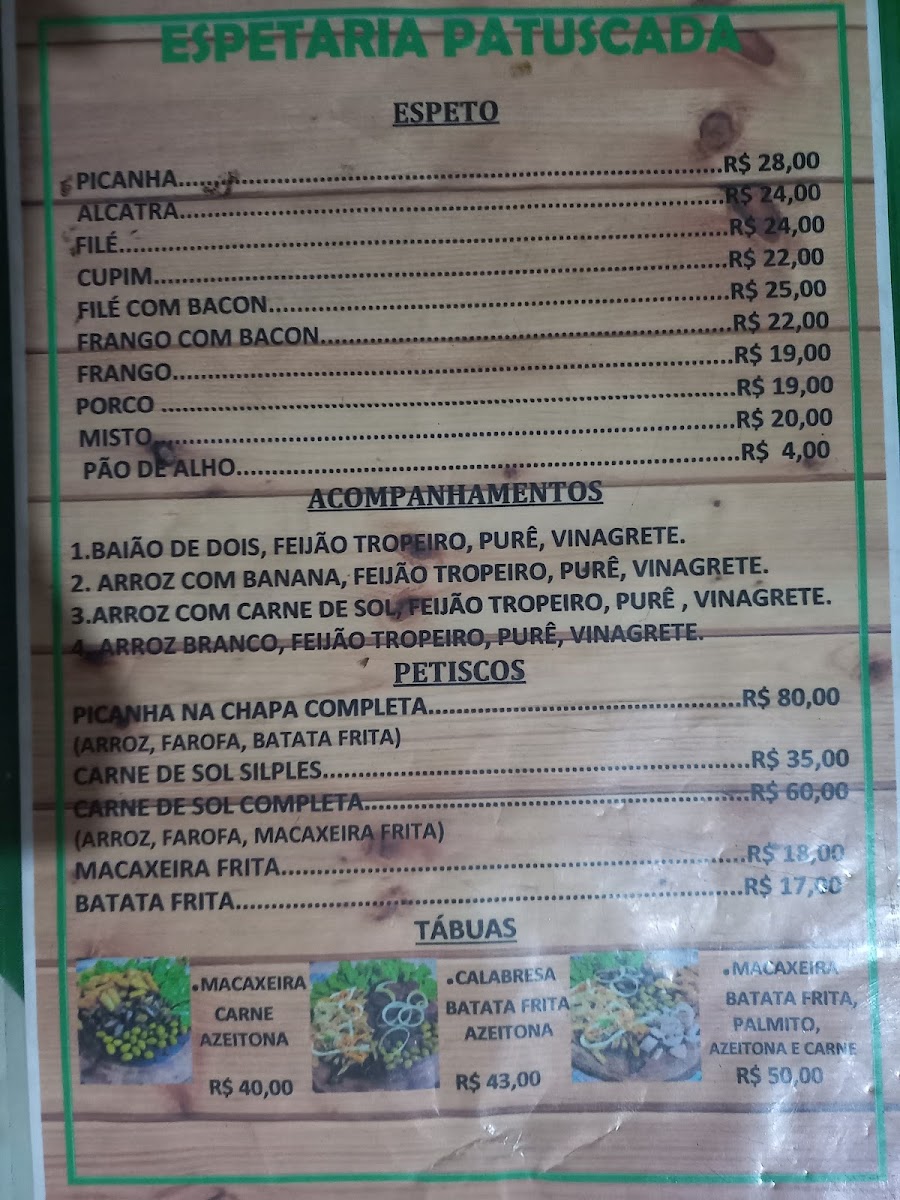 ESPETARIA PATUSCADA
ESPETO
PICANHA.......R$ 28,00
ALCATRA.......R$ 24,00
FILÉ.......R$ 24,00
CUPIM.......R$ 22,00
FILÉ COM BACON.......R$ 25,00
FRANGO COM BACON.......R$ 22,00
FRANGO.......R$ 19,00
PORCO .......R$ 19,00
MISTO.......R$ 20,00
PÃO DE ALHO.......R$ 4,00
ACOMPANHAMENTOS
1.BAIÃO DE DOIS, FEIJÃO TROPEIRO, PURÊ, VINAGRETE.
2. ARROZ COM BANANA, FEIJÃO TROPEIRO, PURÊ, VINAGRETE.
3.ARROZ COM CARNE DE SOL, FEIJÃO TROPEIRO, PURÊ , VINAGRETE.
4. ARROZ BRANCO, FEIJÃO TROPEIRO, PURÊ, VINAGRETE.
PETISCOS
PICANHA NA CHAPA COMPLETA.......R$ 80,00
(ARROZ, FAROFA, BATATA FRITA)
CARNE DE SOL SILPLES.......R$ 35,00
CARNE DE SOL COMPLETA.......R$ 60,00
(ARROZ, FAROFA, MACAXEIRA FRITA)
MACAXEIRA FRITA.......R$ 18,00
BATATA FRITA.......R$ 17,00
TÁBUAS
•MACAXEIRA
CARNE
AZEITONA
R$ 40,00
•CALABRESA
BATATA FRITA
AZEITONA
R$ 43,00
•MACAXEIRA
BATATA FRITA,
PALMITO,
AZEITONA E CARNE
R$ 50,00